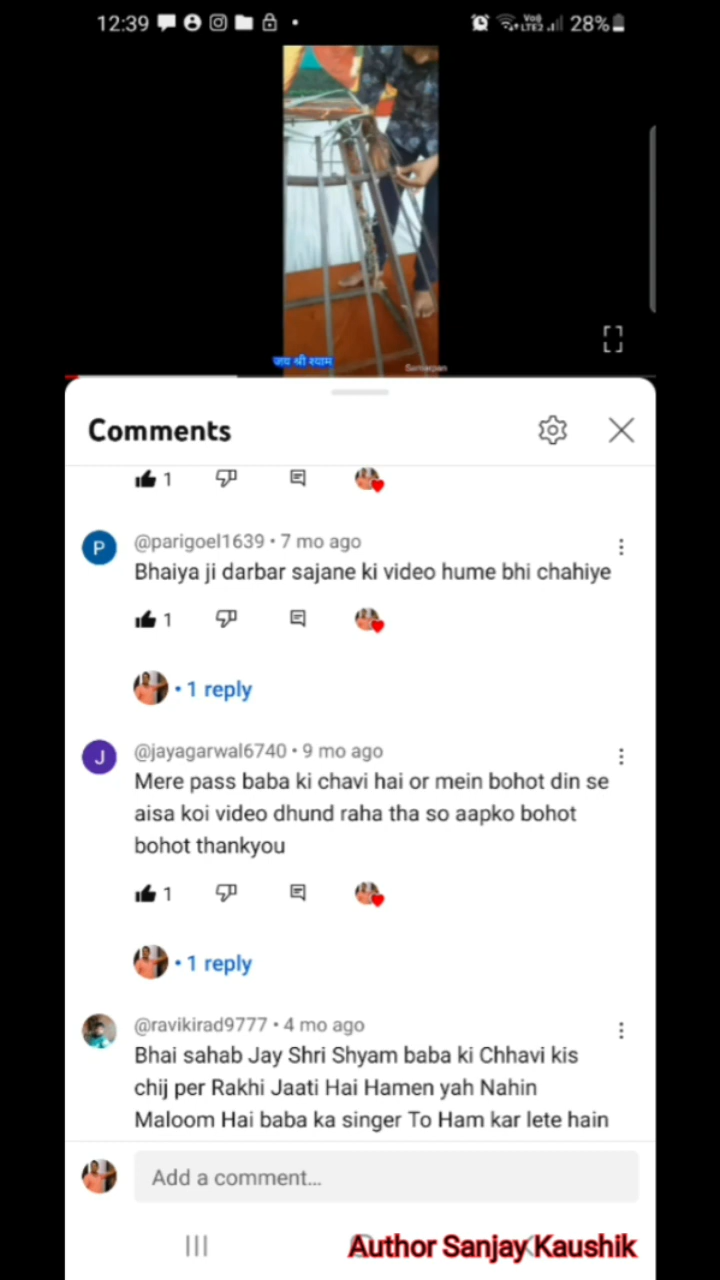 12:39
Vo))
LTE2
28%
जय श्री श्याम
Samarpan
Comments
1
P
@parigoel1639 • 7 mo ago
Bhaiya ji darbar sajane ki video hume bhi chahiye
1
• 1 reply
J
@jayagarwal6740 • 9 mo ago
Mere pass baba ki chavi hai or mein bohot din se
aisa koi video dhund raha tha so aapko bohot
bohot thankyou
1
• 1 reply
@ravikirad9777 • 4 mo ago
Bhai sahab Jay Shri Shyam baba ki Chhavi kis
chij per Rakhi Jaati Hai Hamen yah Nahin
Maloom Hai baba ka singer To Ham kar lete hain
Add a comment...
Author Sanjay Kaushik